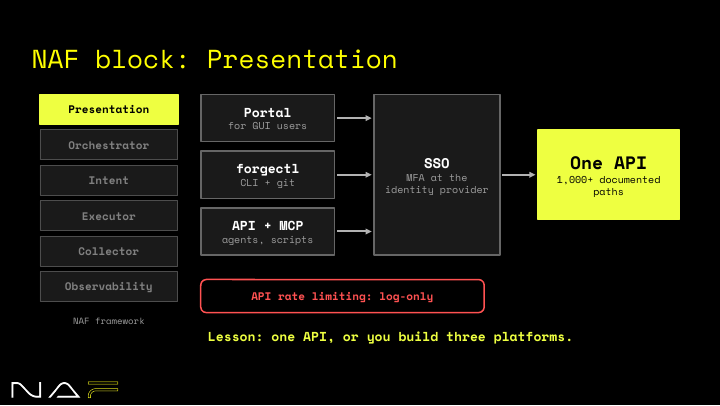 NAF block: Presentation
Presentation
Orchestrator
Intent
Executor
Collector
Observability
NAF framework
Portal
for GUI users
forgectl
CLI + git
API + MCP
agents, scripts
SSO
MFA at the
identity provider
One API
1,000+ documented
paths
API rate limiting: log-only
Lesson: one API, or you build three platforms.
NAF